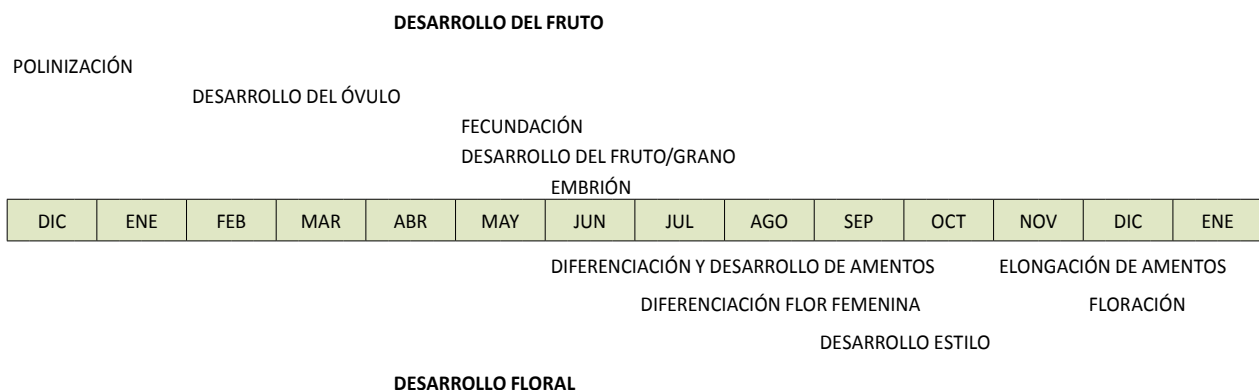 DESARROLLO DEL FRUTO
POLINIZACIÓN
DESARROLLO DEL ÓVULO
FECUNDACIÓN
DESARROLLO DEL FRUTO/GRANO
EMBRIÓN
DIC ENE FEB MAR ABR MAY JUN JUL AGO SEP OCT NOV DIC ENE
DIFERENCIACIÓN Y DESARROLLO DE AMENTOS ELONGACIÓN DE AMENTOS
DIFERENCIACIÓN FLOR FEMENINA FLORACIÓN
DESARROLLO ESTILO
DESARROLLO FLORAL